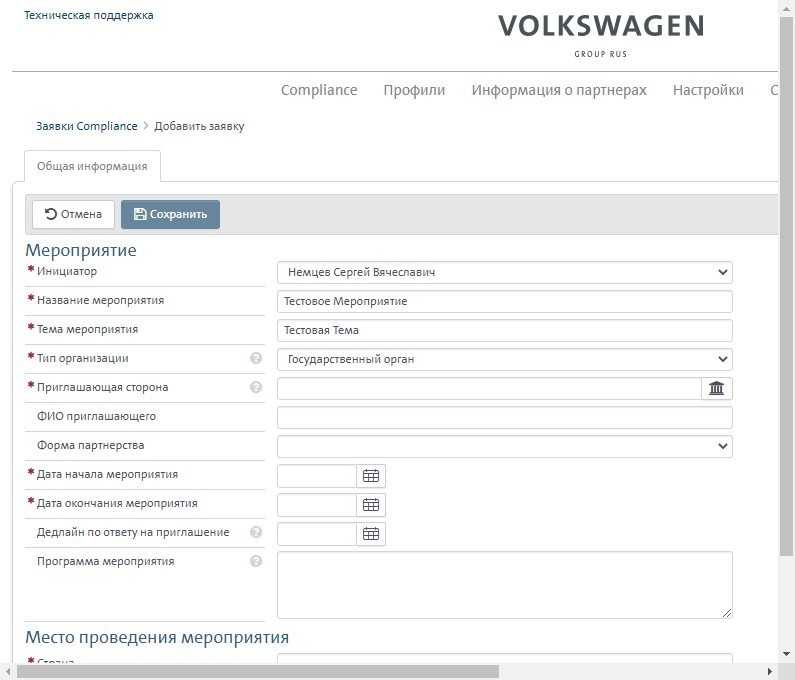 Техническая поддержка
VOLKSWAGEN
GROUP RUS
Compliance Профили Информация о партнерах Настройки
Заявки Compliance > Добавить заявку
Общая информация
Отмена Сохранить
Мероприятие
* Инициатор Немцев Сергей Вячеславич
* Название мероприятия Тестовое Мероприятие
* Тема мероприятия Тестовая Тема
* Тип организации ? Государственный орган
* Приглашающая сторона ?
ФИО приглашающего
Форма партнерства
* Дата начала мероприятия
* Дата окончания мероприятия
Дедлайн по ответу на приглашение ?
Программа мероприятия ?
Место проведения мероприятия
* Страна